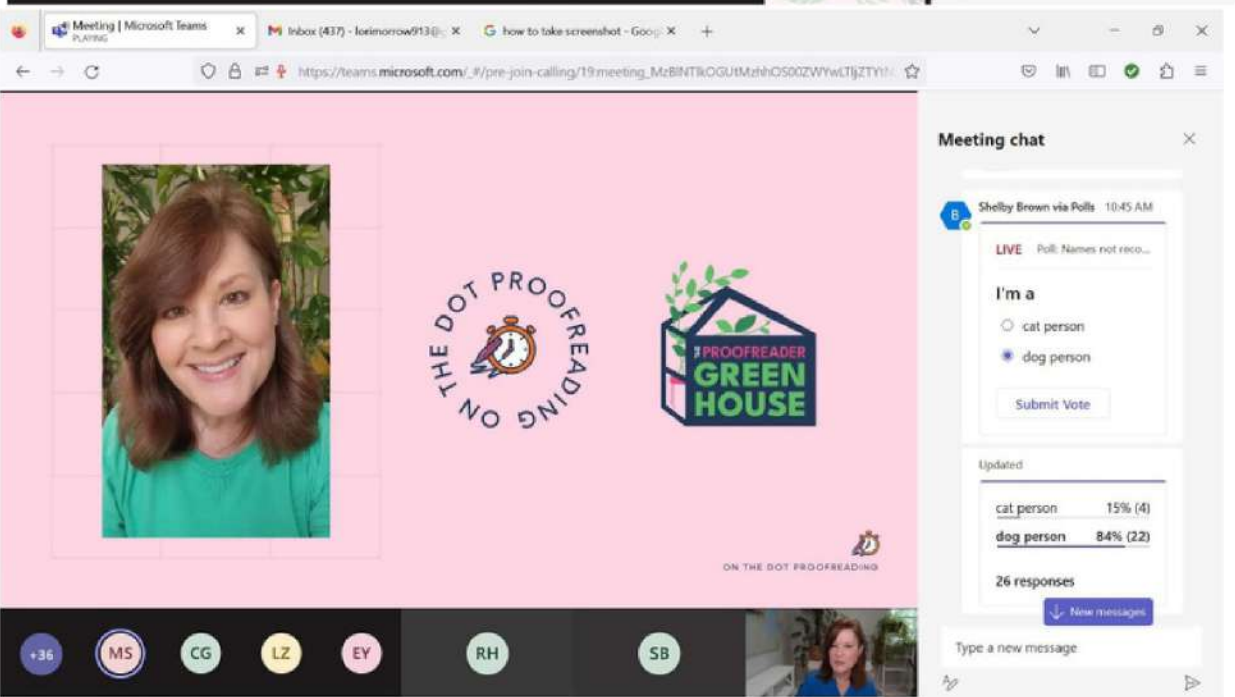 Meeting | Microsoft Teams
PLAYING
Inbox (437) - lorimorrow913@
how to take screenshot - Goog
https://teams.microsoft.com/_#/pre-join-calling/19:meeting
Meeting chat
B
Shelby Brown via Polls 10:45 AM
LIVE Poll: Names not reco...
I'm a
cat person
dog person
Submit Vote
Updated
cat person 15% (4)
dog person 84% (22)
26 responses
New messages
Type a new message
ON THE DOT PROOFREADING
THE PROOFREADER
GREEN
HOUSE
ON THE DOT PROOFREADING
+36
MS
CG
LZ
EY
RH
SB